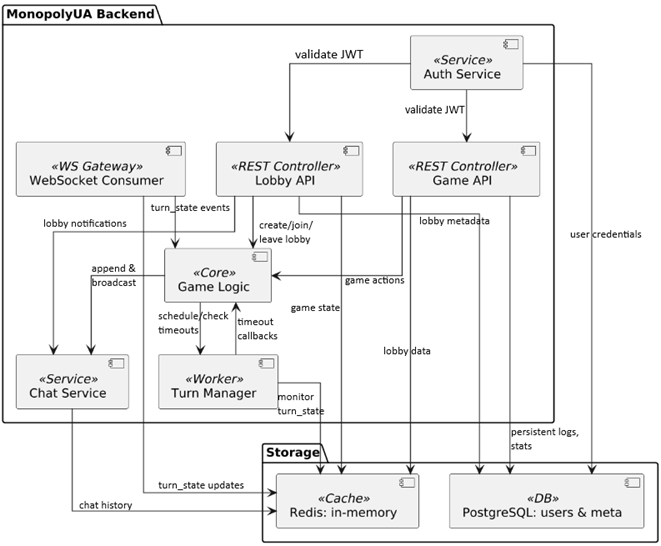 MonopolyUA Backend
validate JWT
«Service»
Auth Service
validate JWT
«WS Gateway»
WebSocket Consumer
«REST Controller»
Lobby API
«REST Controller»
Game API
turn_state events
lobby notifications
create/join/
leave lobby
lobby metadata
user credentials
append &
broadcast
«Core»
Game Logic
game actions
game state
schedule/check
timeouts
timeout
callbacks
lobby data
«Service»
Chat Service
«Worker»
Turn Manager
monitor
turn_state
persistent logs,
stats
Storage
turn_state updates
chat history
«Cache»
Redis: in-memory
«DB»
PostgreSQL: users & meta